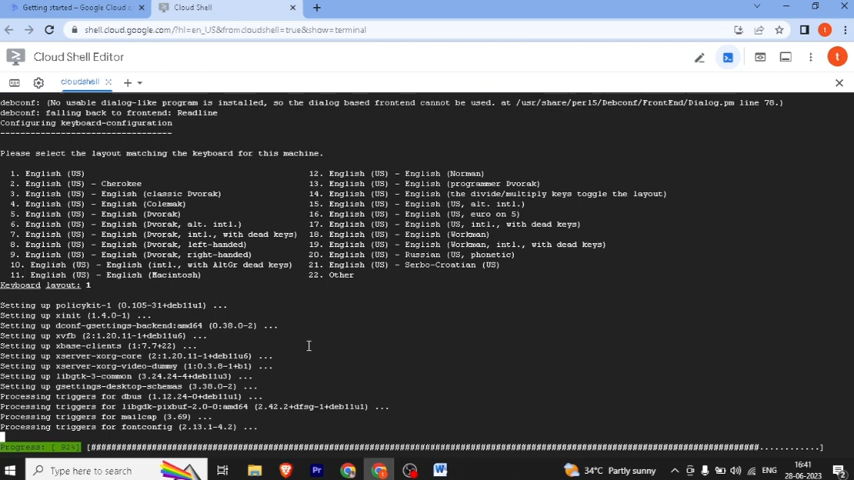 Getting started – Google Cloud s
Cloud Shell
shell.cloud.google.com/?hl=en_US&fromcloudshell=true&show=terminal
t
Cloud Shell Editor
t
cloudshell
debconf: (No usable dialog-like program is installed, so the dialog based frontend cannot be used. at /usr/share/perl5/Debconf/FrontEnd/Dialog.pm line 78.)
debconf: falling back to frontend: Readline
Configuring keyboard-configuration
----------------------------------
Please select the layout matching the keyboard for this machine.
1. English (US) 12. English (US) - English (Norman)
2. English (US) - Cherokee 13. English (US) - English (programmer Dvorak)
3. English (US) - English (classic Dvorak) 14. English (US) - English (the divide/multiply keys toggle the layout)
4. English (US) - English (Colemak) 15. English (US) - English (US, alt. intl.)
5. English (US) - English (Dvorak) 16. English (US) - English (US, euro on 5)
6. English (US) - English (Dvorak, alt. intl.) 17. English (US) - English (US, intl., with dead keys)
7. English (US) - English (Dvorak, intl., with dead keys) 18. English (US) - English (Workman)
8. English (US) - English (Dvorak, left-handed) 19. English (US) - English (Workman, intl., with dead keys)
9. English (US) - English (Dvorak, right-handed) 20. English (US) - Russian (US, phonetic)
10. English (US) - English (intl., with AltGr dead keys) 21. English (US) - Serbo-Croatian (US)
11. English (US) - English (Macintosh) 22. Other
Keyboard layout: 1
Setting up policykit-1 (0.105-31+deb11u1) ...
Setting up xinit (1.4.0-1) ...
Setting up dconf-gsettings-backend:amd64 (0.38.0-2) ...
Setting up xvfb (2:1.20.11-1+deb11u6) ...
Setting up xbase-clients (1:7.7+22) ...
Setting up xserver-xorg-core (2:1.20.11-1+deb11u6) ...
Setting up xserver-xorg-video-dummy (1:0.3.8-1+b1) ...
Setting up libgtk-3-common (3.24.24-4+deb11u3) ...
Setting up gsettings-desktop-schemas (3.38.0-2) ...
Processing triggers for dbus (1.12.24-0+deb11u1) ...
Processing triggers for libgdk-pixbuf-2.0-0:amd64 (2.42.2+dfsg-1+deb11u1) ...
Processing triggers for mailcap (3.69) ...
Processing triggers for fontconfig (2.13.1-4.2) ...
Progress: [ 92%]
Type here to search
34°C Partly sunny
ENG
16:41
28-06-2023
2